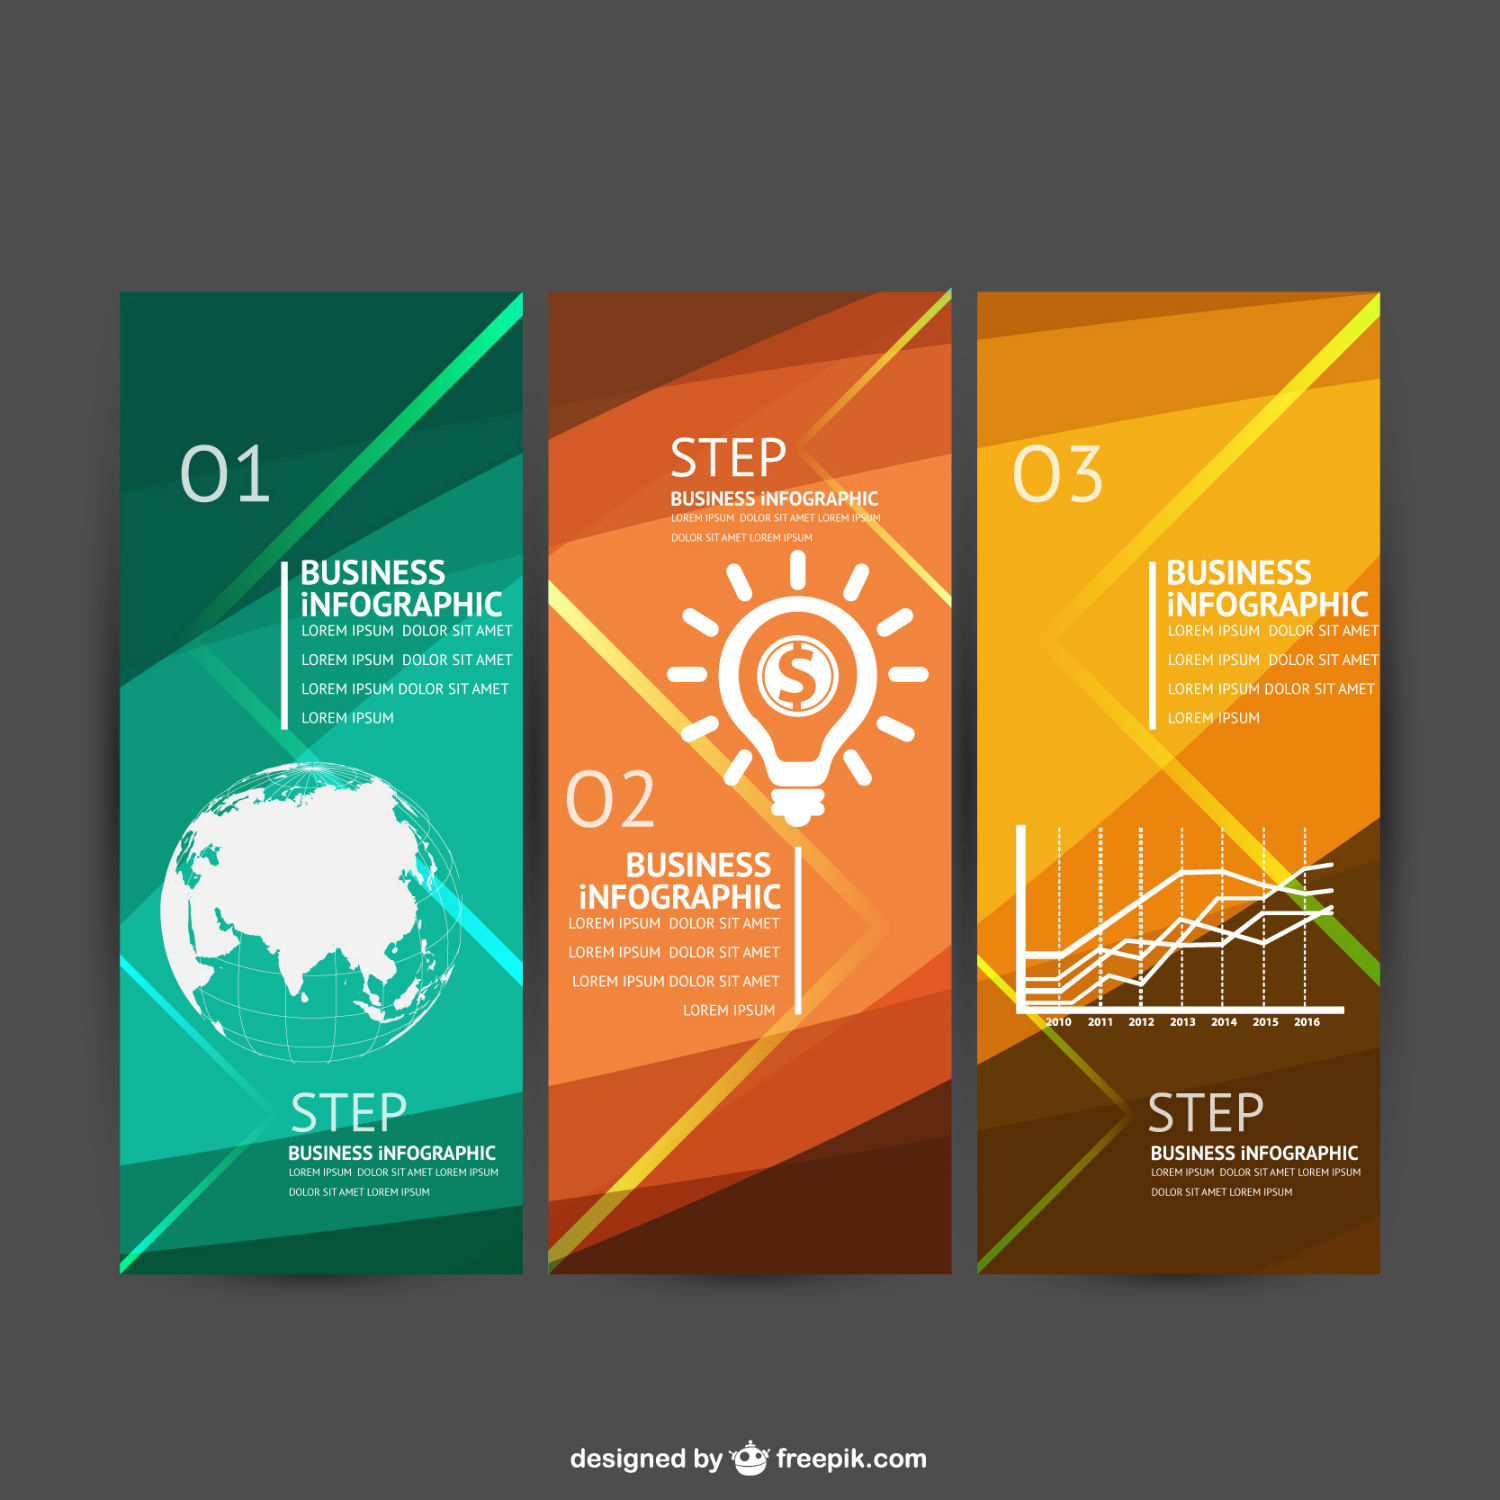 01
BUSINESS
iNFOGRAPHIC
LOREM IPSUM DOLOR SIT AMET
LOREM IPSUM DOLOR SIT AMET
LOREM IPSUM DOLOR SIT AMET
LOREM IPSUM
STEP
BUSINESS iNFOGRAPHIC
LOREM IPSUM DOLOR SIT AMET LOREM IPSUM
DOLOR SIT AMET LOREM IPSUM
STEP
BUSINESS iNFOGRAPHIC
LOREM IPSUM DOLOR SIT AMET LOREM IPSUM
DOLOR SIT AMET LOREM IPSUM
$
02
BUSINESS
iNFOGRAPHIC
LOREM IPSUM DOLOR SIT AMET
LOREM IPSUM DOLOR SIT AMET
LOREM IPSUM DOLOR SIT AMET
LOREM IPSUM
03
BUSINESS
iNFOGRAPHIC
LOREM IPSUM DOLOR SIT AMET
LOREM IPSUM DOLOR SIT AMET
LOREM IPSUM DOLOR SIT AMET
LOREM IPSUM
2010 2011 2012 2013 2014 2015 2016
STEP
BUSINESS iNFOGRAPHIC
LOREM IPSUM DOLOR SIT AMET LOREM IPSUM
DOLOR SIT AMET LOREM IPSUM
designed by freepik.com